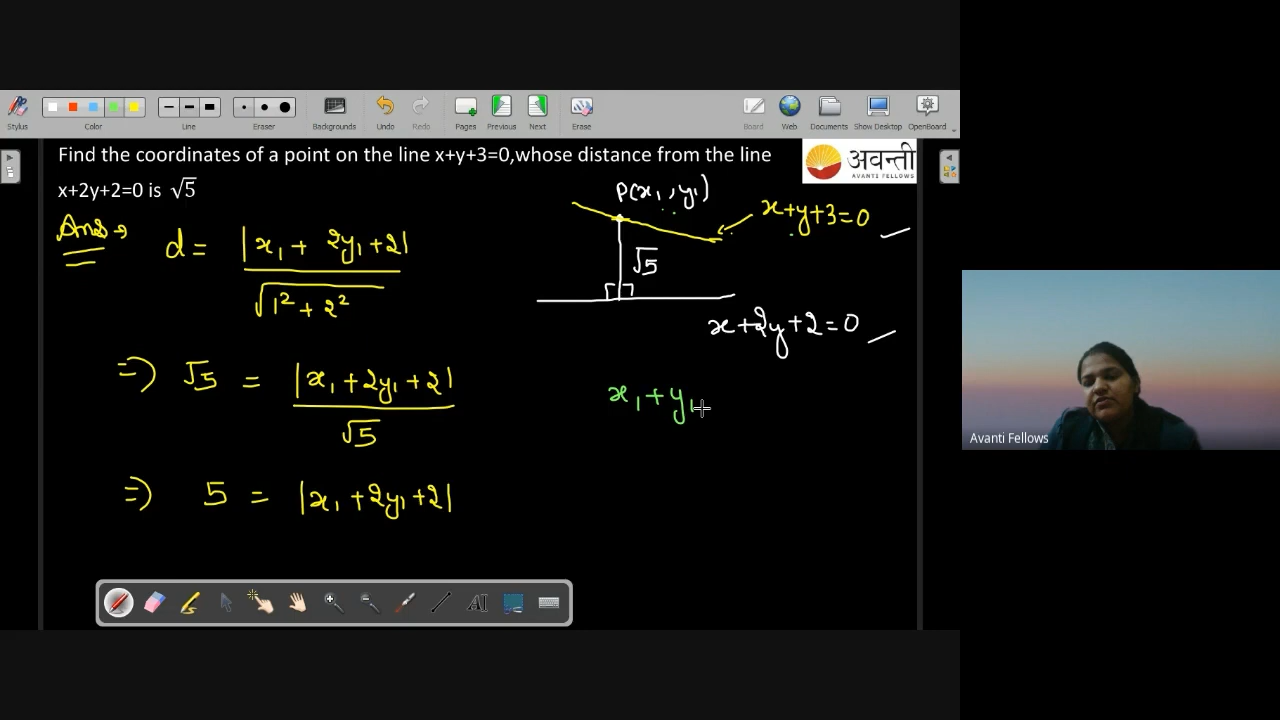 Stylus
Color
Line
Eraser
Backgrounds
Undo
Redo
Pages
Previous
Next
Erase
Board
Web
Documents
Show Desktop
OpenBoard
Find the coordinates of a point on the line x+y+3=0,whose distance from the line
x+2y+2=0 is √5
अवन्ती
AVANTI FELLOWS
Ans →
d = |x₁ + 2y₁ + 2| / √1² + 2²
P(x₁, y₁)
x+y+3=0
√5
x+2y+2=0
⇒ √5 = |x₁ + 2y₁ + 2| / √5
x₁ + y₁
⇒ 5 = |x₁ + 2y₁ + 2|
Avanti Fellows
AI